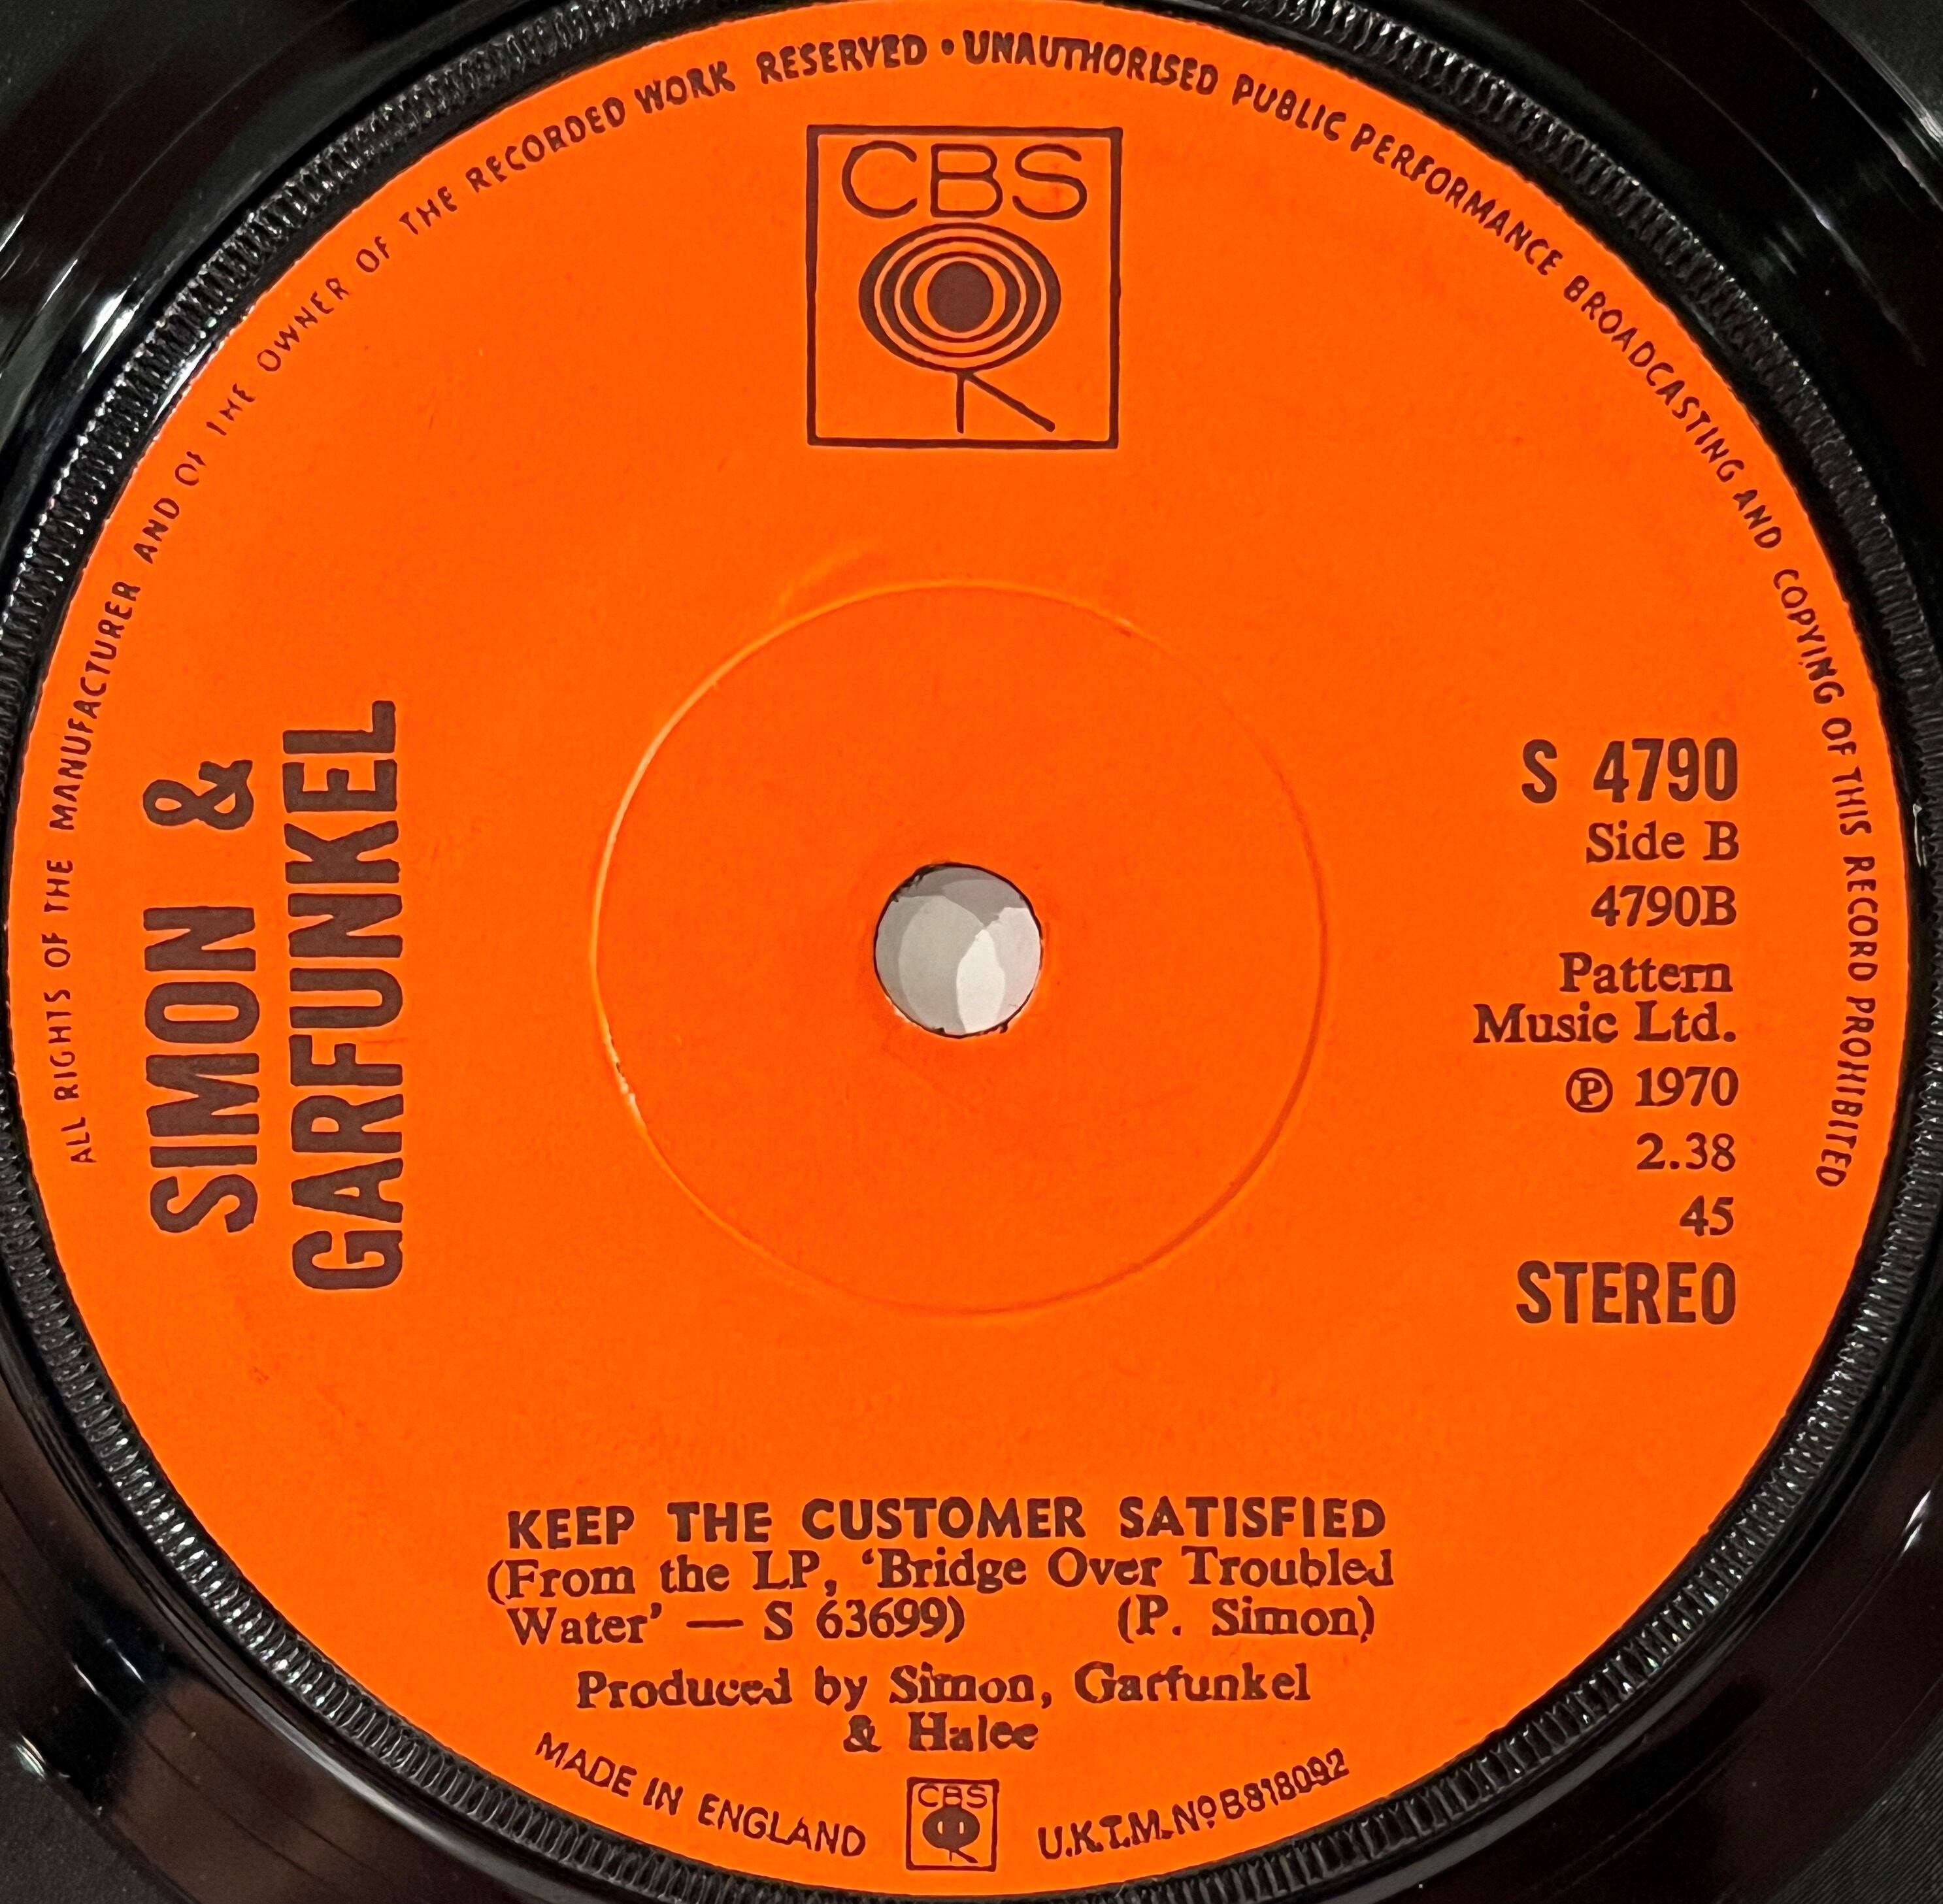 ALL RIGHTS OF THE MANUFACTURER AND OF THE OWNER OF THE RECORDED WORK RESERVED • UNAUTHORISED PUBLIC PERFORMANCE BROADCASTING AND COPYING OF THIS RECORD PROHIBITED
CBS
SIMON &
GARFUNKEL
S 4790
Side B
4790B
Pattern
Music Ltd.
Ⓟ 1970
2.38
45
STEREO
KEEP THE CUSTOMER SATISFIED
(From the LP, ‘Bridge Over Troubled
Water’ — S 63699) (P. Simon)
Produced by Simon, Garfunkel
& Halee
MADE IN ENGLAND
CBS
U.K.T.M. Nº B818092